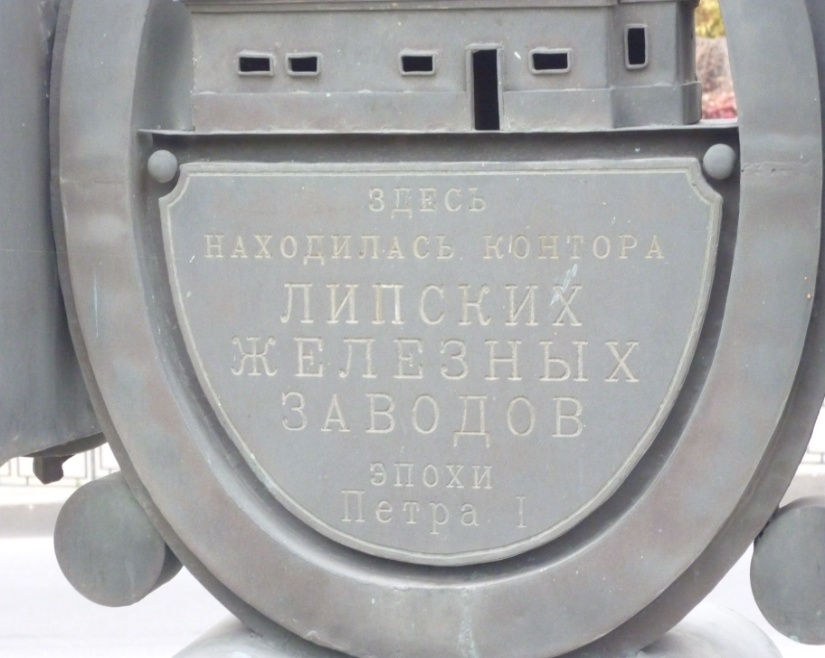 ЗДЕСЬ
НАХОДИЛАСЬ КОНТОРА
ЛИПСКИХ
ЖЕЛЕЗНЫХ
ЗАВОДОВ
ЭПОХИ
Петра I